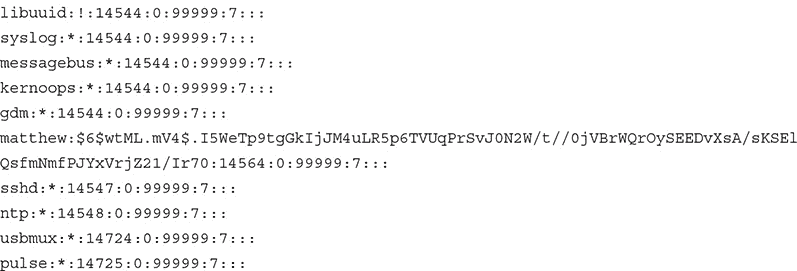 libuuid:!:14544:0:99999:7:::
syslog:*:14544:0:99999:7:::
messagebus:*:14544:0:99999:7:::
kernoops:*:14544:0:99999:7:::
gdm:*:14544:0:99999:7:::
matthew:$6$wtML.mV4$.I5WeTp9tgGkIjJM4uLR5p6TVUqPrSvJ0N2W/t//0jVBrWQrOySEEDvXsA/sKSEl
QsfmNmfPJYxVrjZ21/Ir70:14564:0:99999:7:::
sshd:*:14547:0:99999:7:::
ntp:*:14548:0:99999:7:::
usbmux:*:14724:0:99999:7:::
pulse:*:14725:0:99999:7:::